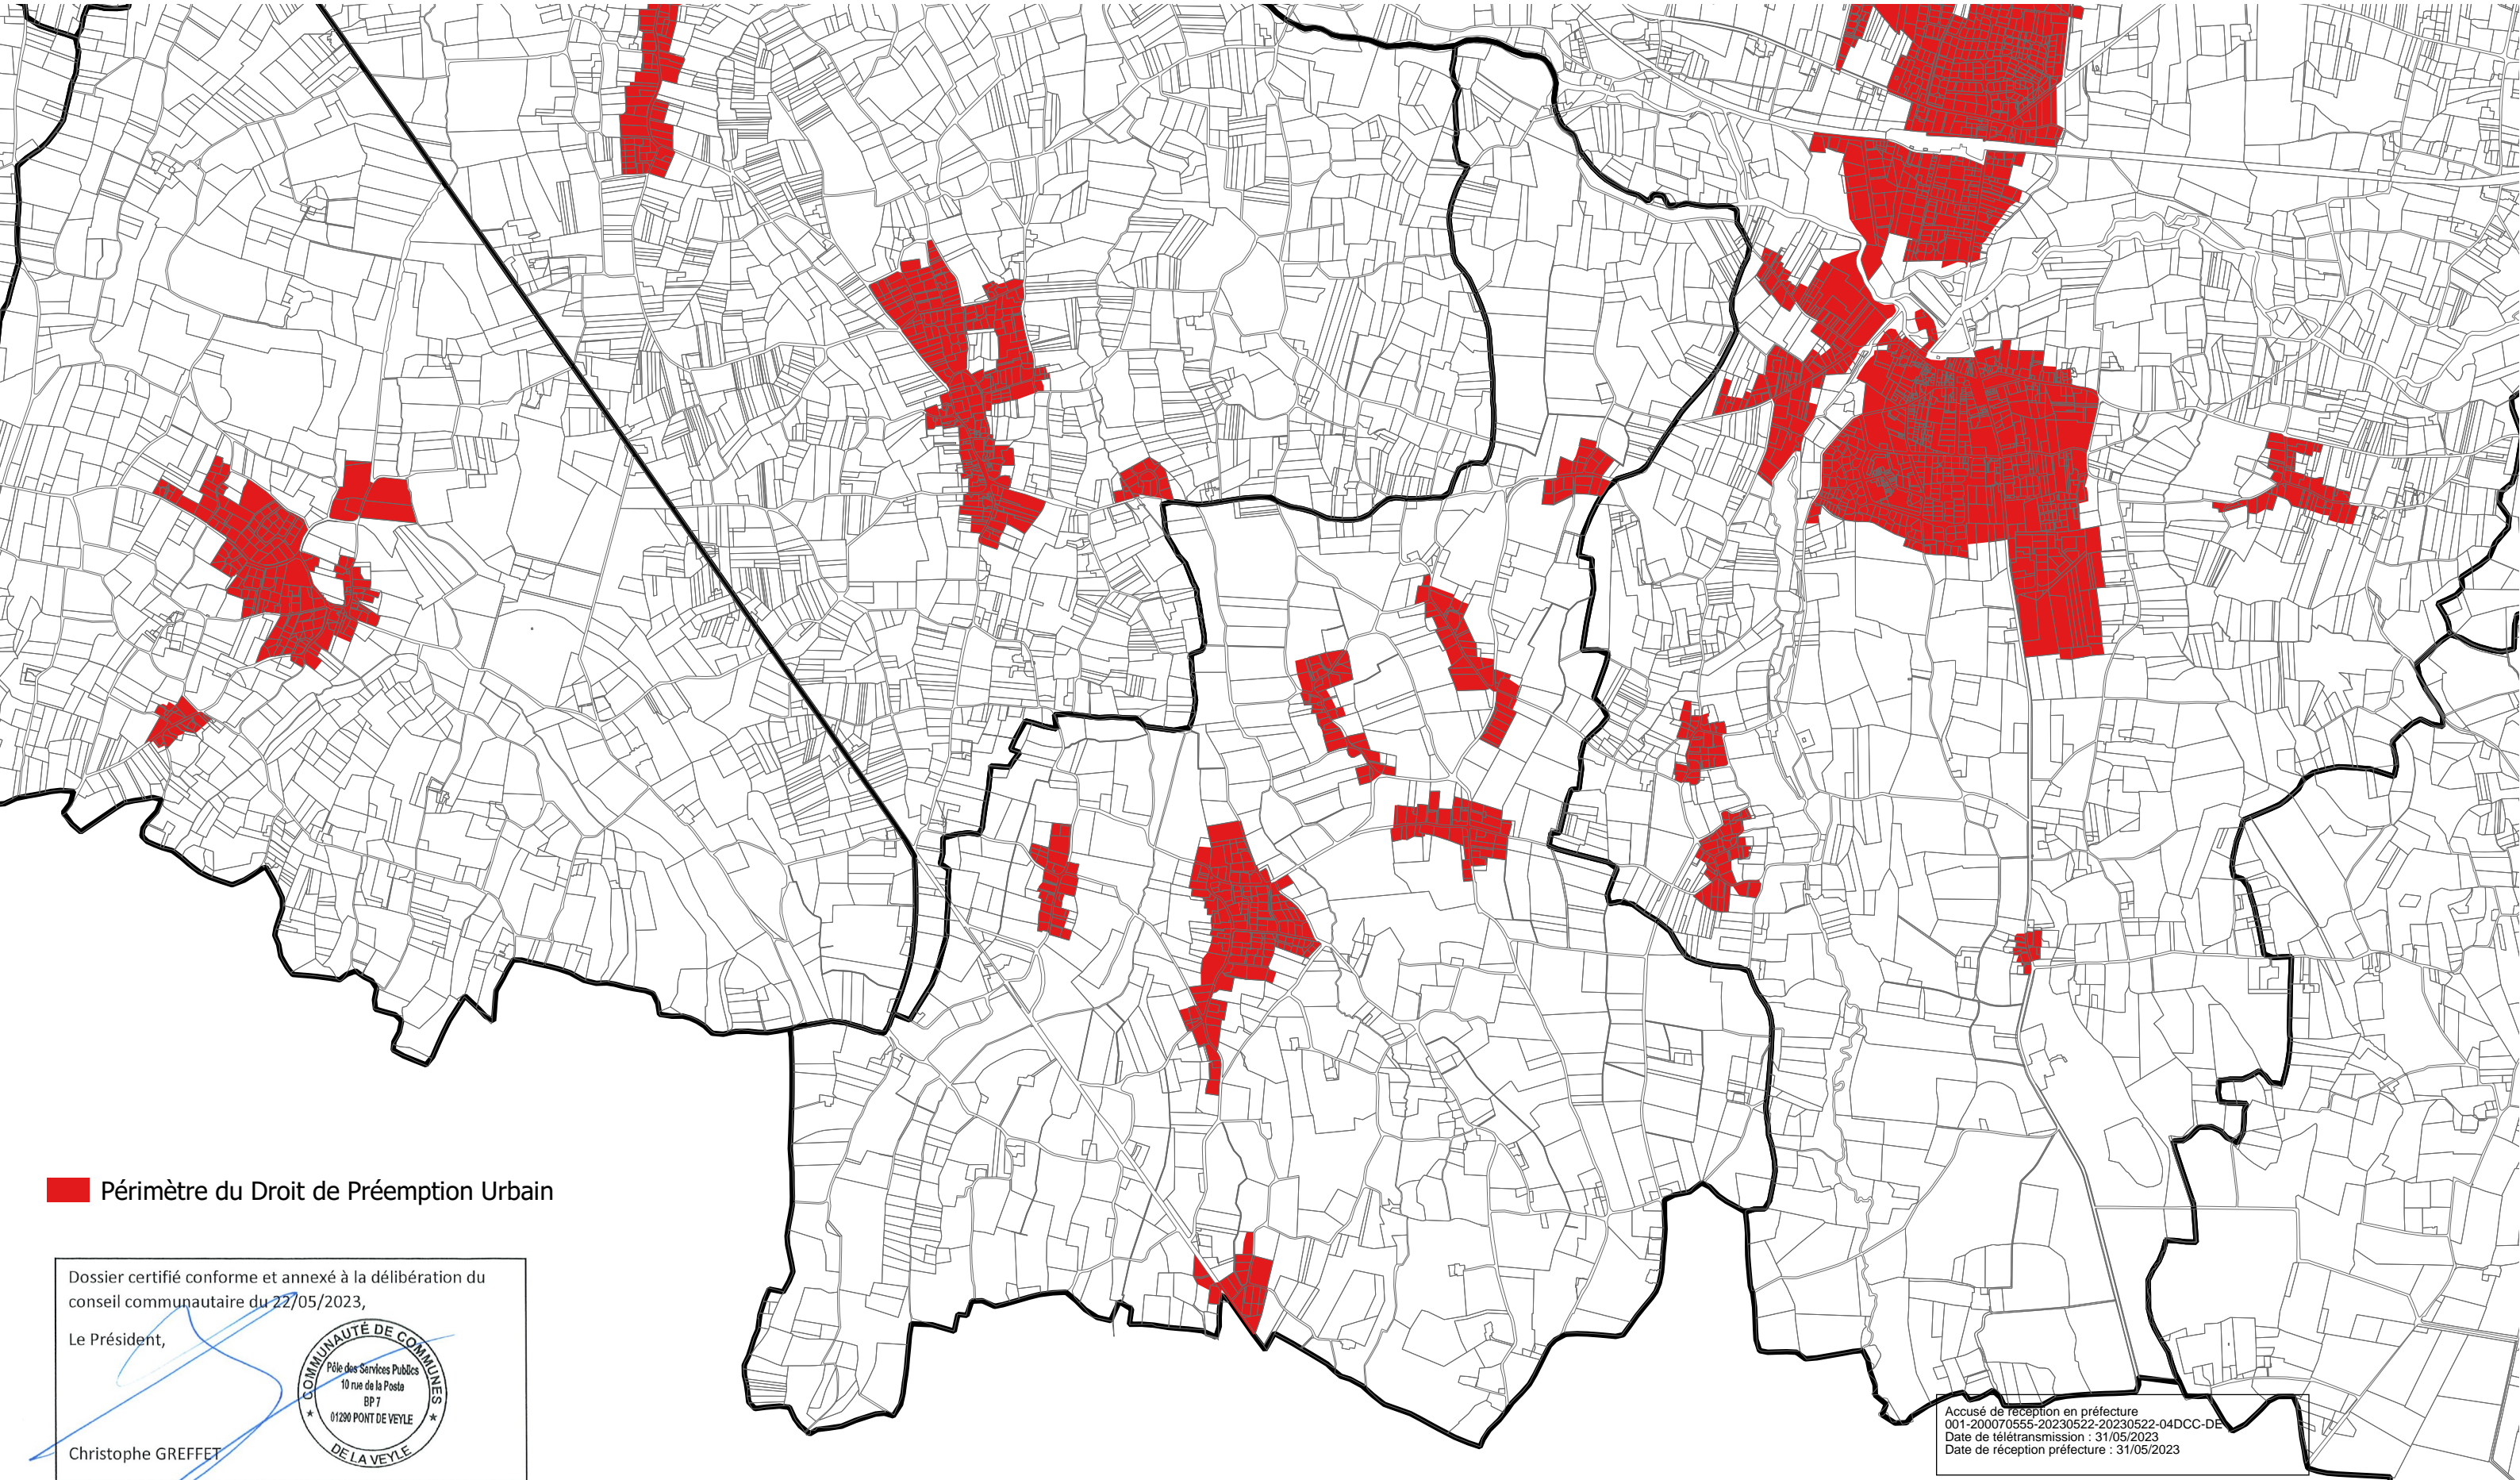 Périmètre du Droit de Préemption Urbain
Dossier certifié conforme et annexé à la délibération du
conseil communautaire du 22/05/2023,
Le Président,
COMMUNAUTÉ DE COMMUNES
Pôle des Services Publics
10 rue de la Poste
BP 7
01290 PONT DE VEYLE
DE LA VEYLE
Christophe GREFFET
Accusé de réception en préfecture
001-200070555-20230522-20230522-04DCC-DE
Date de télétransmission : 31/05/2023
Date de réception préfecture : 31/05/2023